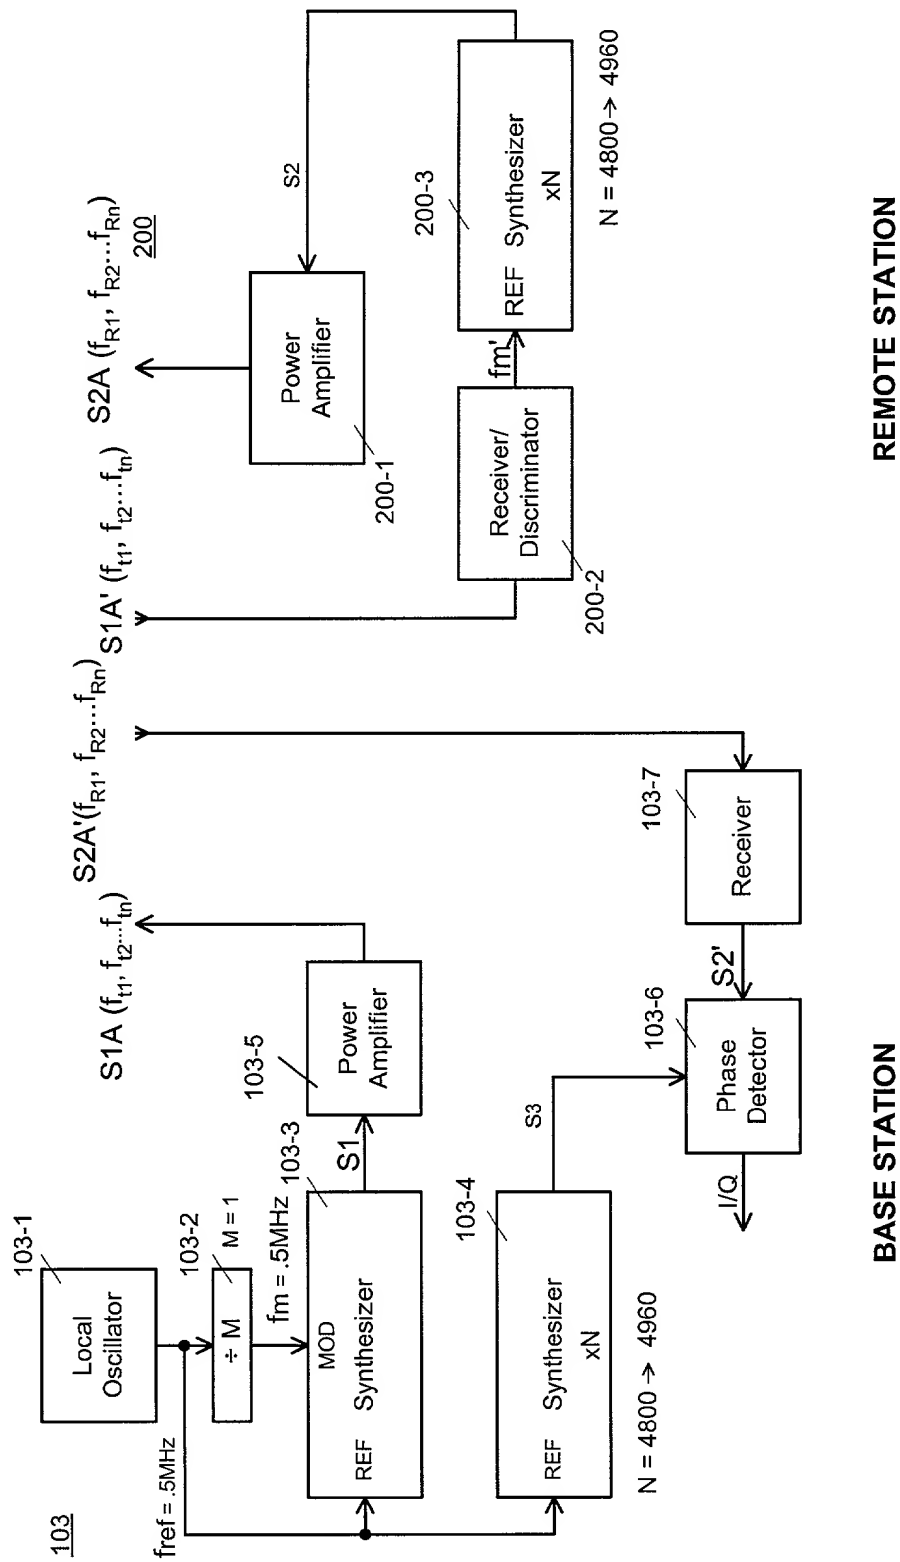 103
fref = .5MHz
Local
Oscillator
103-1
÷ M
103-2
M = 1
fm = .5MHz
MOD
REF Synthesizer
103-3
S1
Power
Amplifier
103-5
S1A (ft1, ft2...ftn)
REF Synthesizer
xN
103-4
N = 4800→ 4960
S3
Phase
Detector
103-6
I/Q
S2'
Receiver
103-7
S2A'(fR1, fR2...fRn)
BASE STATION
S1A' (ft1, ft2...ftn)
S2A (fR1, fR2...fRn)
200
Power
Amplifier
200-1
S2
Receiver/
Discriminator
200-2
fm'
REF Synthesizer
xN
200-3
N = 4800→ 4960
REMOTE STATION